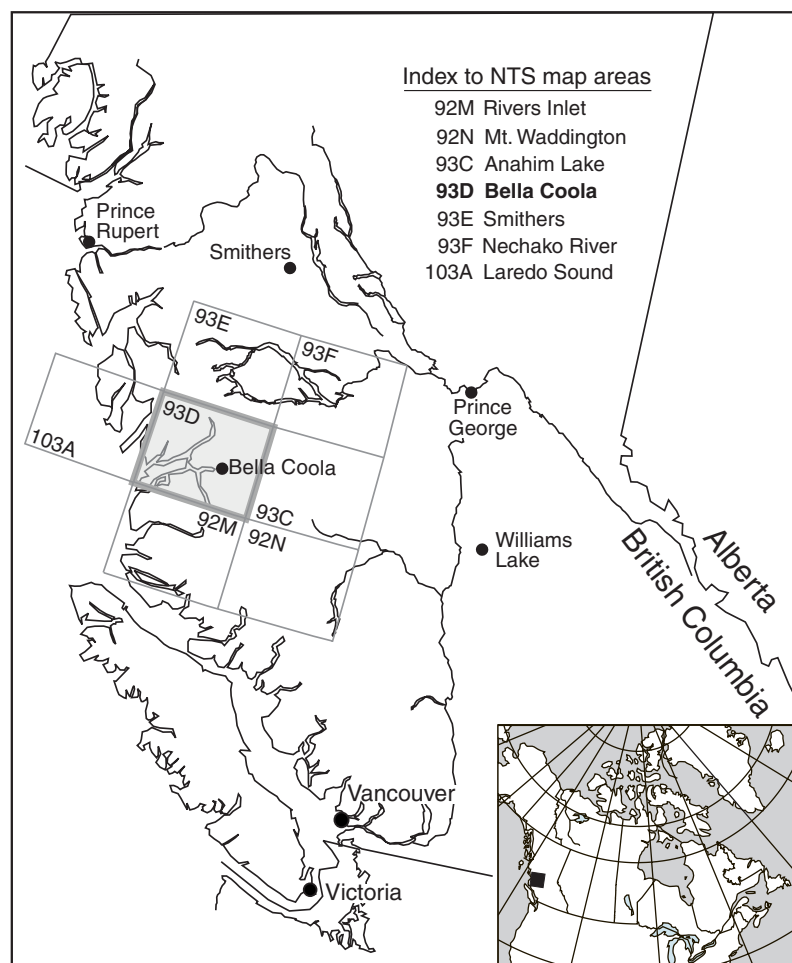 Index to NTS map areas
92M Rivers Inlet
92N Mt. Waddington
93C Anahim Lake
93D Bella Coola
93E Smithers
93F Nechako River
103A Laredo Sound
Prince
Rupert
Smithers
93E
93F
93D
Prince
George
103A
Bella Coola
92M
93C
92N
Williams
Lake
Alberta
British Columbia
Vancouver
Victoria